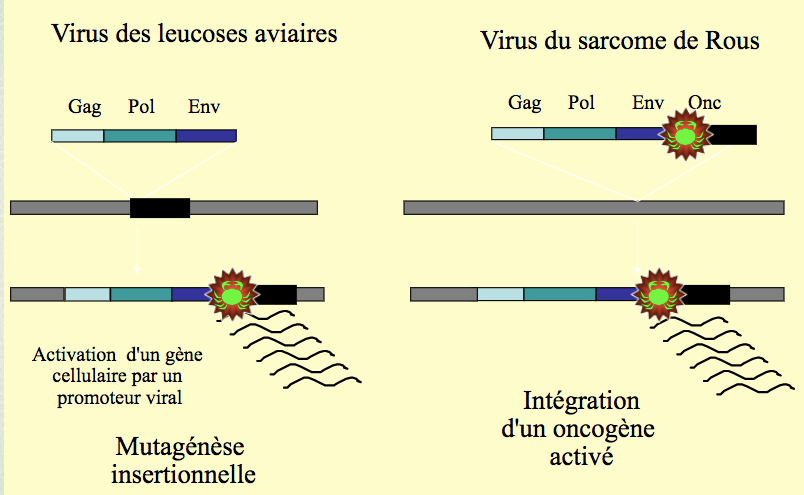 Virus des leucoses aviaires
Gag Pol Env
Activation d'un gène
cellulaire par un
promoteur viral
Mutagénèse
insertionnelle
Virus du sarcome de Rous
Gag Pol Env Onc
Intégration
d'un oncogène
activé